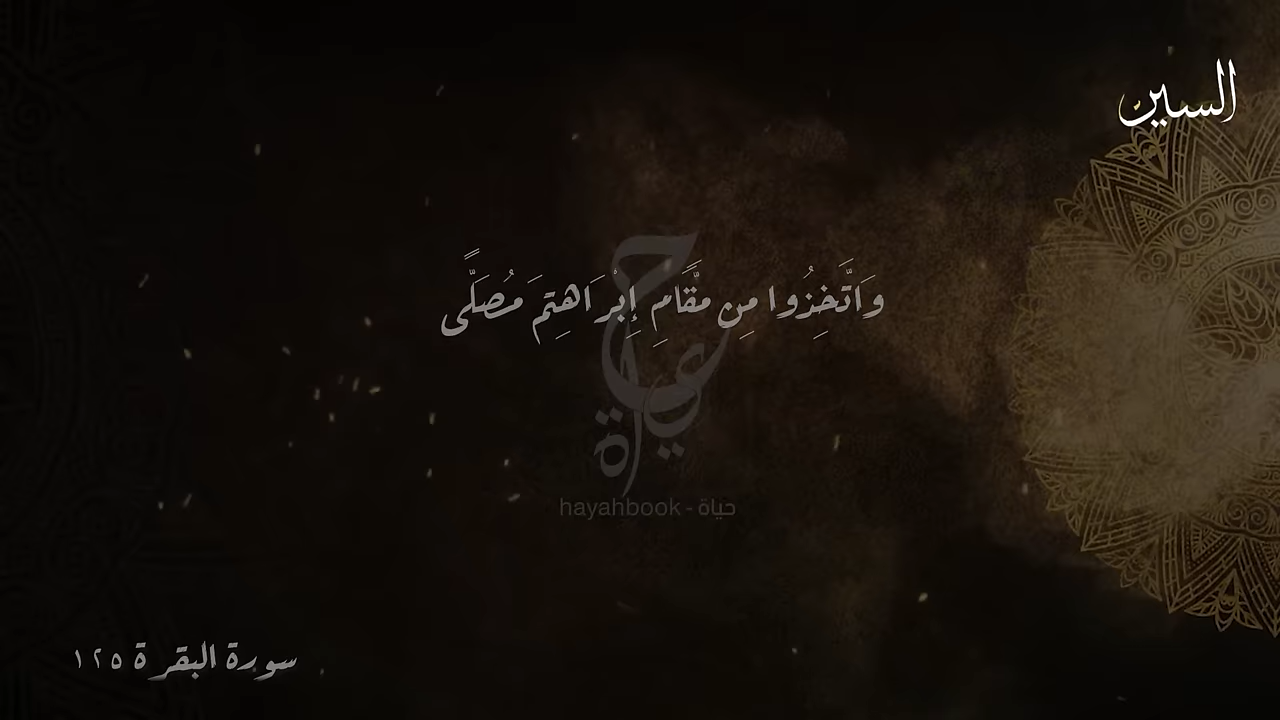 السين
وَاتَّخِذُوا مِن مَّقَامِ إِبْرَاهِيمَ مُصَلًّى
حياة
hayahbook - حياة
سورة البقرة ١٢٥